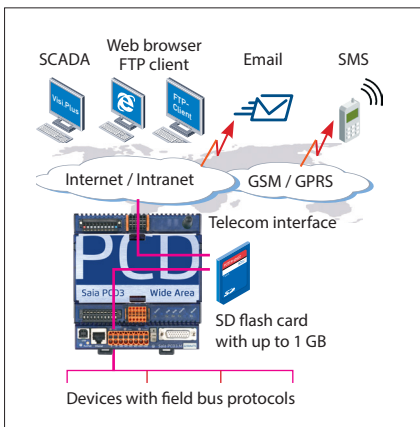 Web browser
FTP client
SCADA
Email
SMS
Visi.Plus
FTP-
Client
Internet / Intranet
GSM / GPRS
Telecom interface
PCD
Saia PCD3
Wide Area
SD flash card
with up to 1 GB
Devices with field bus protocols